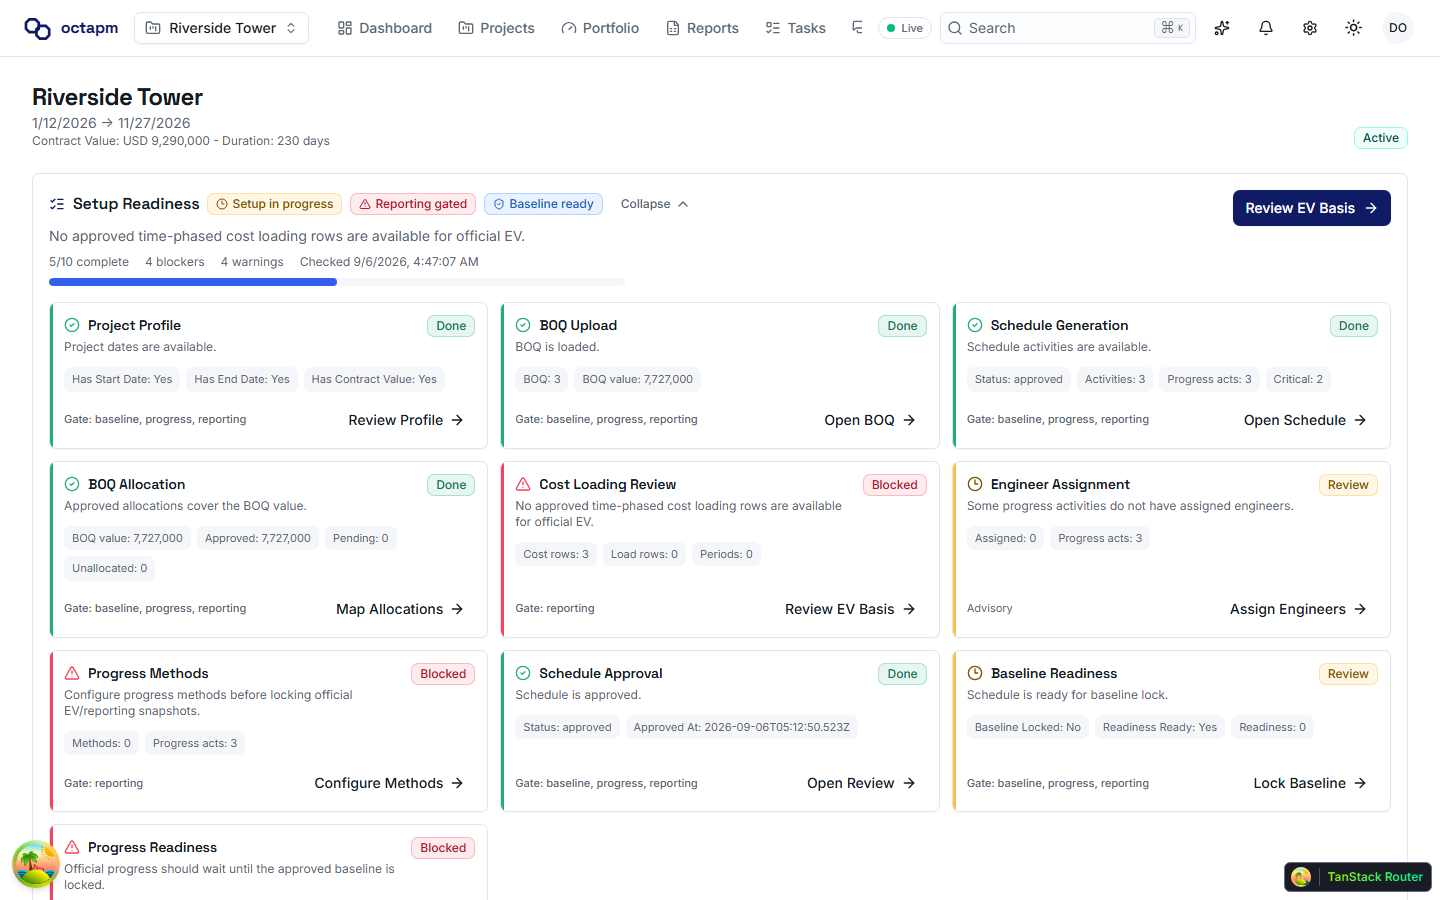 octapm
Riverside Tower
Dashboard
Projects
Portfolio
Reports
Tasks
Live
Search
⌘ K
DO
Riverside Tower
1/12/2026 → 11/27/2026
Contract Value: USD 9,290,000 - Duration: 230 days
Active
Setup Readiness
Setup in progress
Reporting gated
Baseline ready
Collapse
Review EV Basis →
No approved time-phased cost loading rows are available for official EV.
5/10 complete 4 blockers 4 warnings Checked 9/6/2026, 4:47:07 AM
Project Profile
Done
Project dates are available.
Has Start Date: Yes
Has End Date: Yes
Has Contract Value: Yes
Gate: baseline, progress, reporting
Review Profile →
BOQ Upload
Done
BOQ is loaded.
BOQ: 3
BOQ value: 7,727,000
Gate: baseline, progress, reporting
Open BOQ →
Schedule Generation
Done
Schedule activities are available.
Status: approved
Activities: 3
Progress acts: 3
Critical: 2
Gate: baseline, progress, reporting
Open Schedule →
BOQ Allocation
Done
Approved allocations cover the BOQ value.
BOQ value: 7,727,000
Approved: 7,727,000
Pending: 0
Unallocated: 0
Gate: baseline, progress, reporting
Map Allocations →
Cost Loading Review
Blocked
No approved time-phased cost loading rows are available
for official EV.
Cost rows: 3
Load rows: 0
Periods: 0
Gate: reporting
Review EV Basis →
Engineer Assignment
Review
Some progress activities do not have assigned engineers.
Assigned: 0
Progress acts: 3
Advisory
Assign Engineers →
Progress Methods
Blocked
Configure progress methods before locking official
EV/reporting snapshots.
Methods: 0
Progress acts: 3
Gate: reporting
Configure Methods →
Schedule Approval
Done
Schedule is approved.
Status: approved
Approved At: 2026-09-06T05:12:50.523Z
Gate: baseline, progress, reporting
Open Review →
Baseline Readiness
Review
Schedule is ready for baseline lock.
Baseline Locked: No
Readiness Ready: Yes
Readiness: 0
Gate: baseline, progress, reporting
Lock Baseline →
Progress Readiness
Blocked
Official progress should wait until the approved baseline is
locked.
TanStack Router